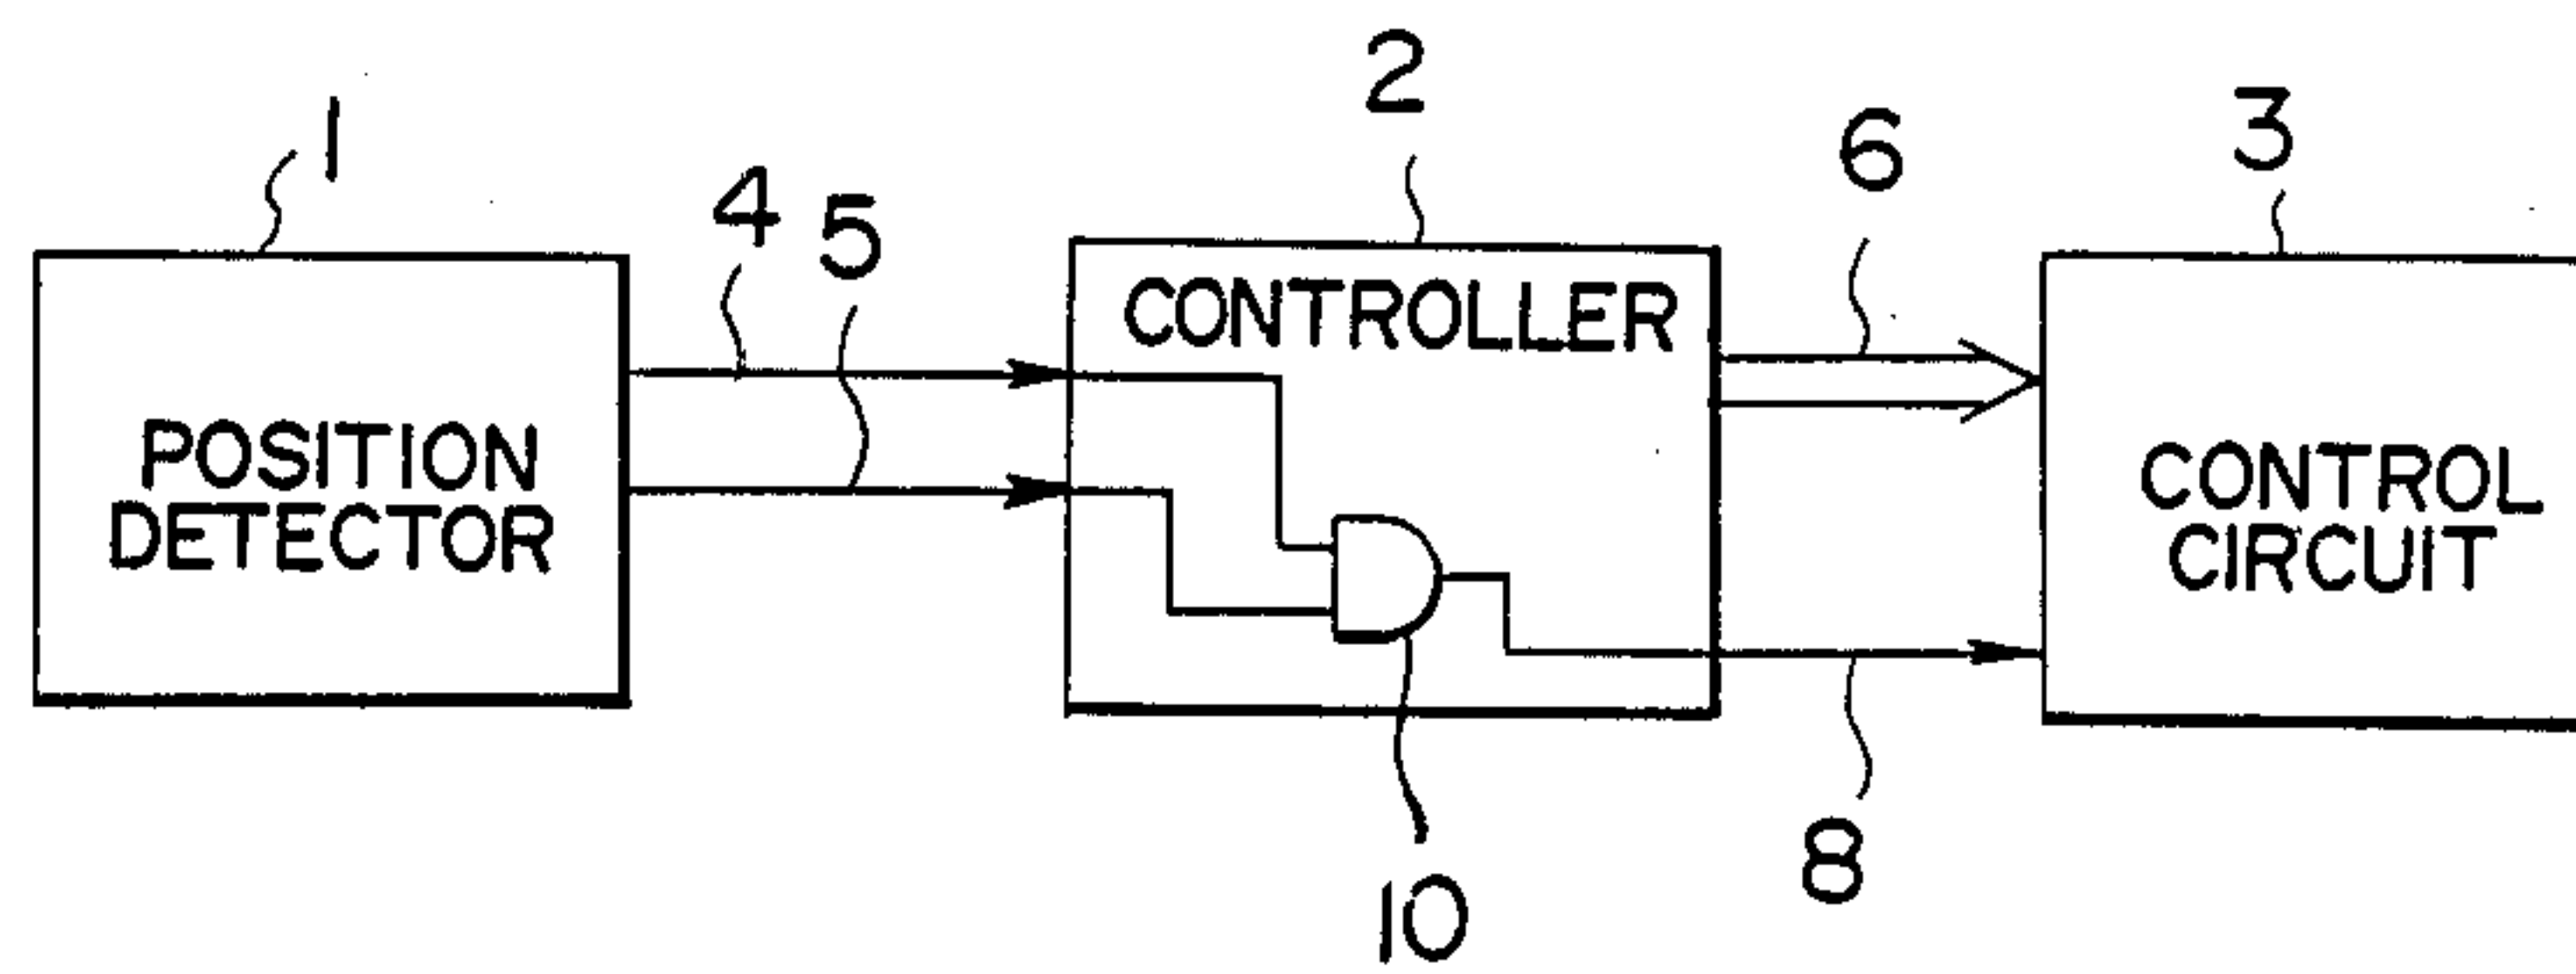 1
2
3
4
5
6
CONTROLLER
POSITION
DETECTOR
CONTROL
CIRCUIT
8
10